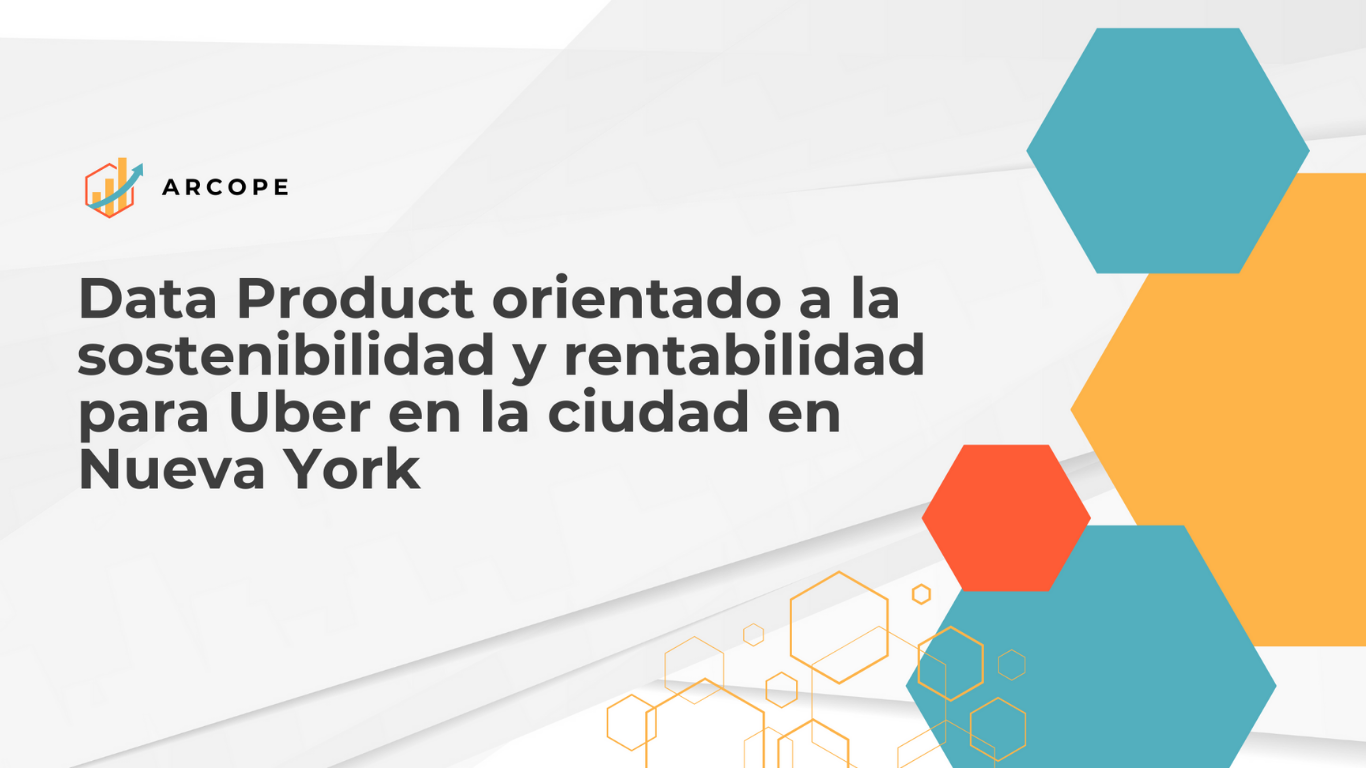 ARCOPE
Data Product orientado a la
sostenibilidad y rentabilidad
para Uber en la ciudad en
Nueva York